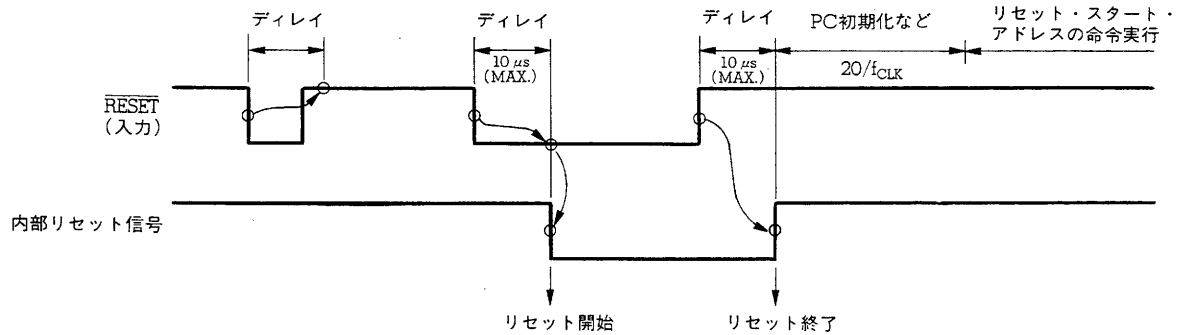 ディレイ
ディレイ
ディレイ
PC初期化など
リセット・スタート・
アドレスの命令実行
10 μs
(MAX.)
10 μs
(MAX.)
20/fCLK
RESET
(入力)
内部リセット信号
リセット開始
リセット終了